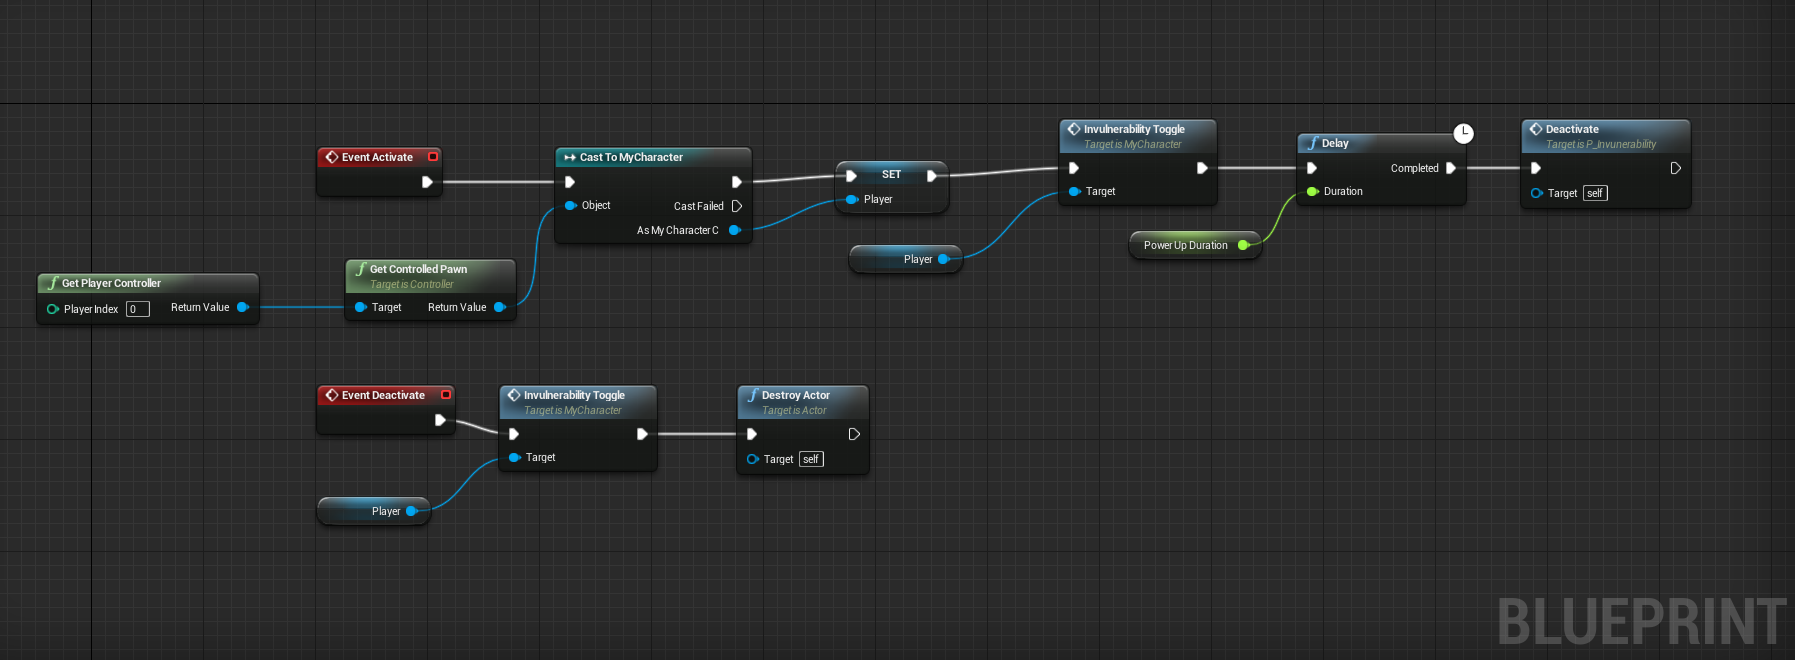 Event Activate
Cast To MyCharacter
Object
Cast Failed
As My Character C
SET
Player
Invulnerability Toggle
Target is MyCharacter
Target
Player
Delay
Completed
Duration
Power Up Duration
Deactivate
Target is P_Invunerability
Target self
Get Player Controller
Player Index 0 Return Value
Get Controlled Pawn
Target is Controller
Target Return Value
Event Deactivate
Invulnerability Toggle
Target is MyCharacter
Target
Player
Destroy Actor
Target is Actor
Target self
BLUEPRINT